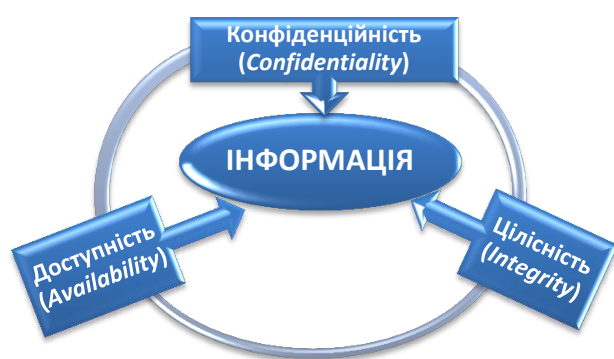 Конфіденційність
(Confidentiality)
ІНФОРМАЦІЯ
Доступність
(Availability)
Цілісність
(Integrity)